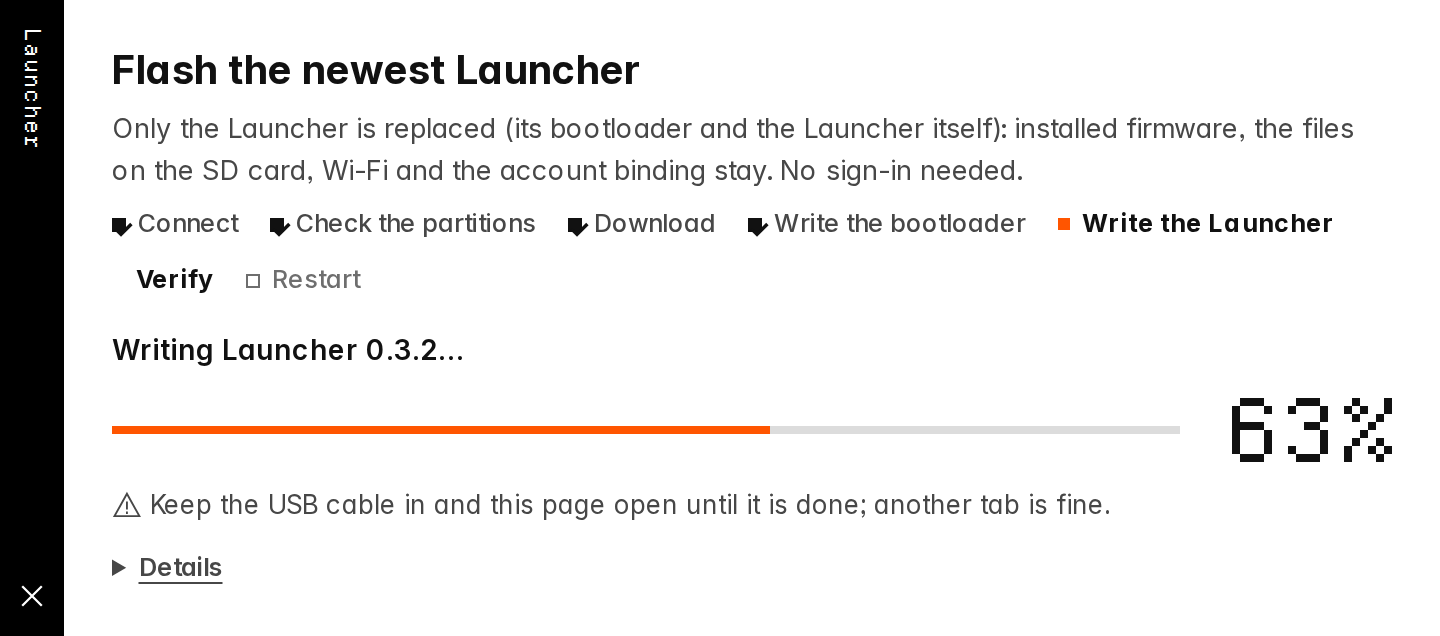 Launcher
Flash the newest Launcher
Only the Launcher is replaced (its bootloader and the Launcher itself): installed firmware, the files
on the SD card, Wi-Fi and the account binding stay. No sign-in needed.
Connect Check the partitions Download Write the bootloader Write the Launcher
Verify Restart
Writing Launcher 0.3.2...
63%
Keep the USB cable in and this page open until it is done; another tab is fine.
Details